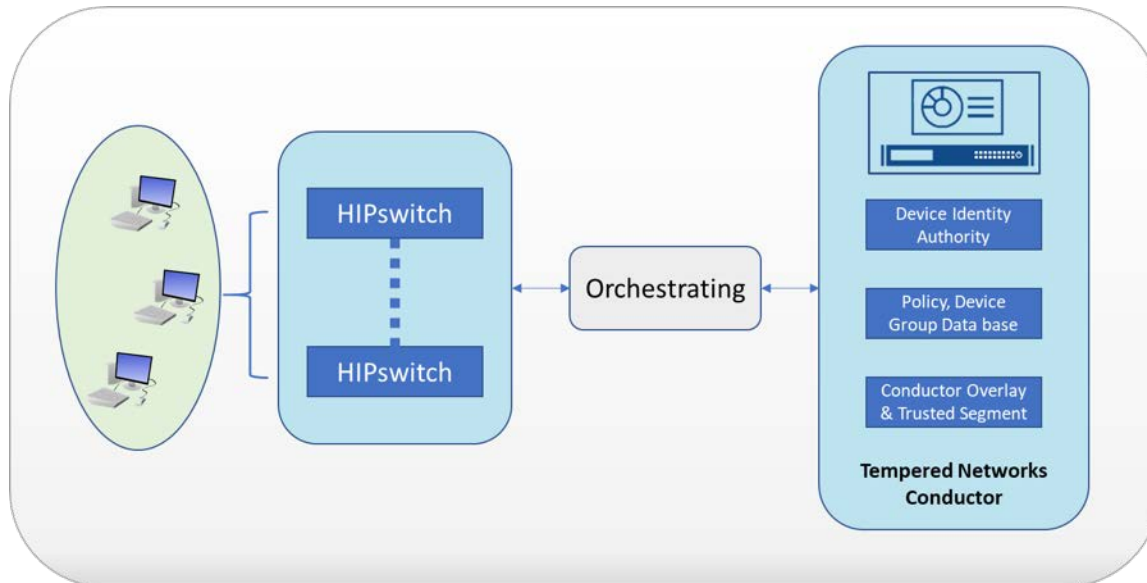 HIPswitch
HIPswitch
Orchestrating
Device Identity
Authority
Policy, Device
Group Data base
Conductor Overlay
& Trusted Segment
Tempered Networks
Conductor